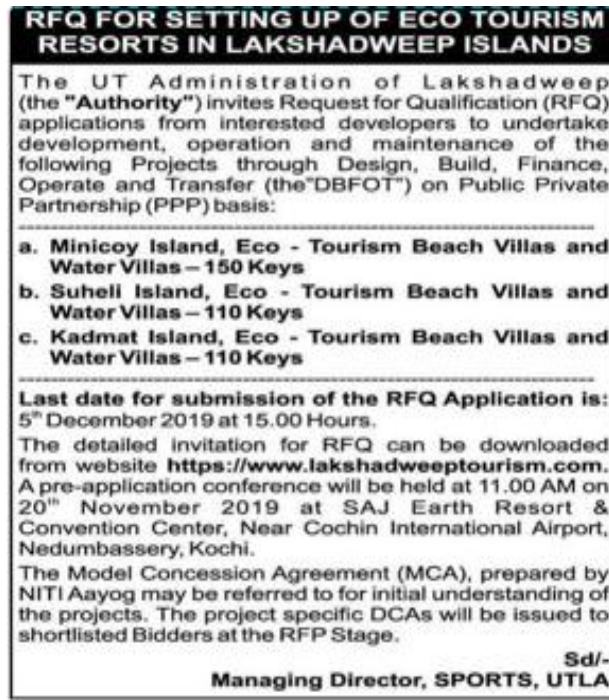 RFQ FOR SETTING UP OF ECO TOURISM
RESORTS IN LAKSHADWEEP ISLANDS
The UT Administration of Lakshadweep
(the "Authority") invites Request for Qualification (RFQ)
applications from interested developers to undertake
development, operation and maintenance of the
following Projects through Design, Build, Finance,
Operate and Transfer (the"DBFOT") on Public Private
Partnership (PPP) basis:
a. Minicoy Island, Eco - Tourism Beach Villas and
Water Villas – 150 Keys
b. Suheli Island, Eco - Tourism Beach Villas and
Water Villas – 110 Keys
c. Kadmat Island, Eco - Tourism Beach Villas and
Water Villas – 110 Keys
Last date for submission of the RFQ Application is:
5th December 2019 at 15.00 Hours.
The detailed invitation for RFQ can be downloaded
from website https://www.lakshadweeptourism.com.
A pre-application conference will be held at 11.00 AM on
20th November 2019 at SAJ Earth Resort &
Convention Center, Near Cochin International Airport,
Nedumbassery, Kochi.
The Model Concession Agreement (MCA), prepared by
NITI Aayog may be referred to for initial understanding of
the projects. The project specific DCAs will be issued to
shortlisted Bidders at the RFP Stage.
Sd/-
Managing Director, SPORTS, UTLA